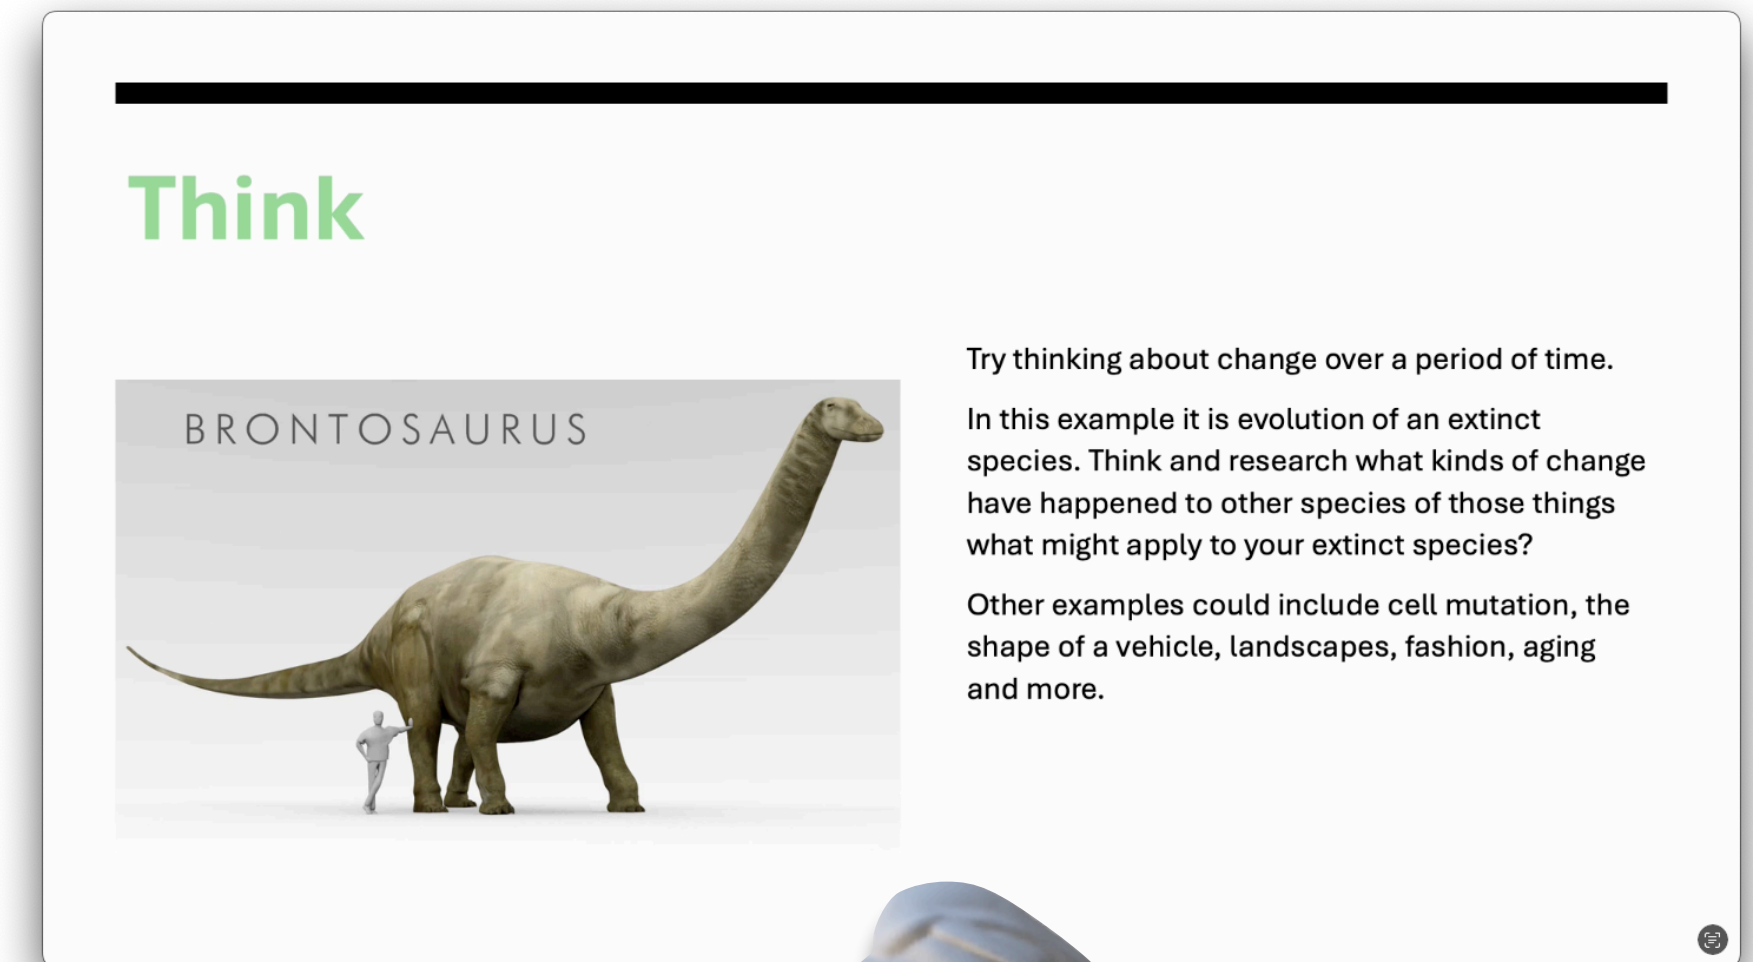 Think
BRONTOSAURUS
Try thinking about change over a period of time.
In this example it is evolution of an extinct
species. Think and research what kinds of change
have happened to other species of those things
what might apply to your extinct species?
Other examples could include cell mutation, the
shape of a vehicle, landscapes, fashion, aging
and more.